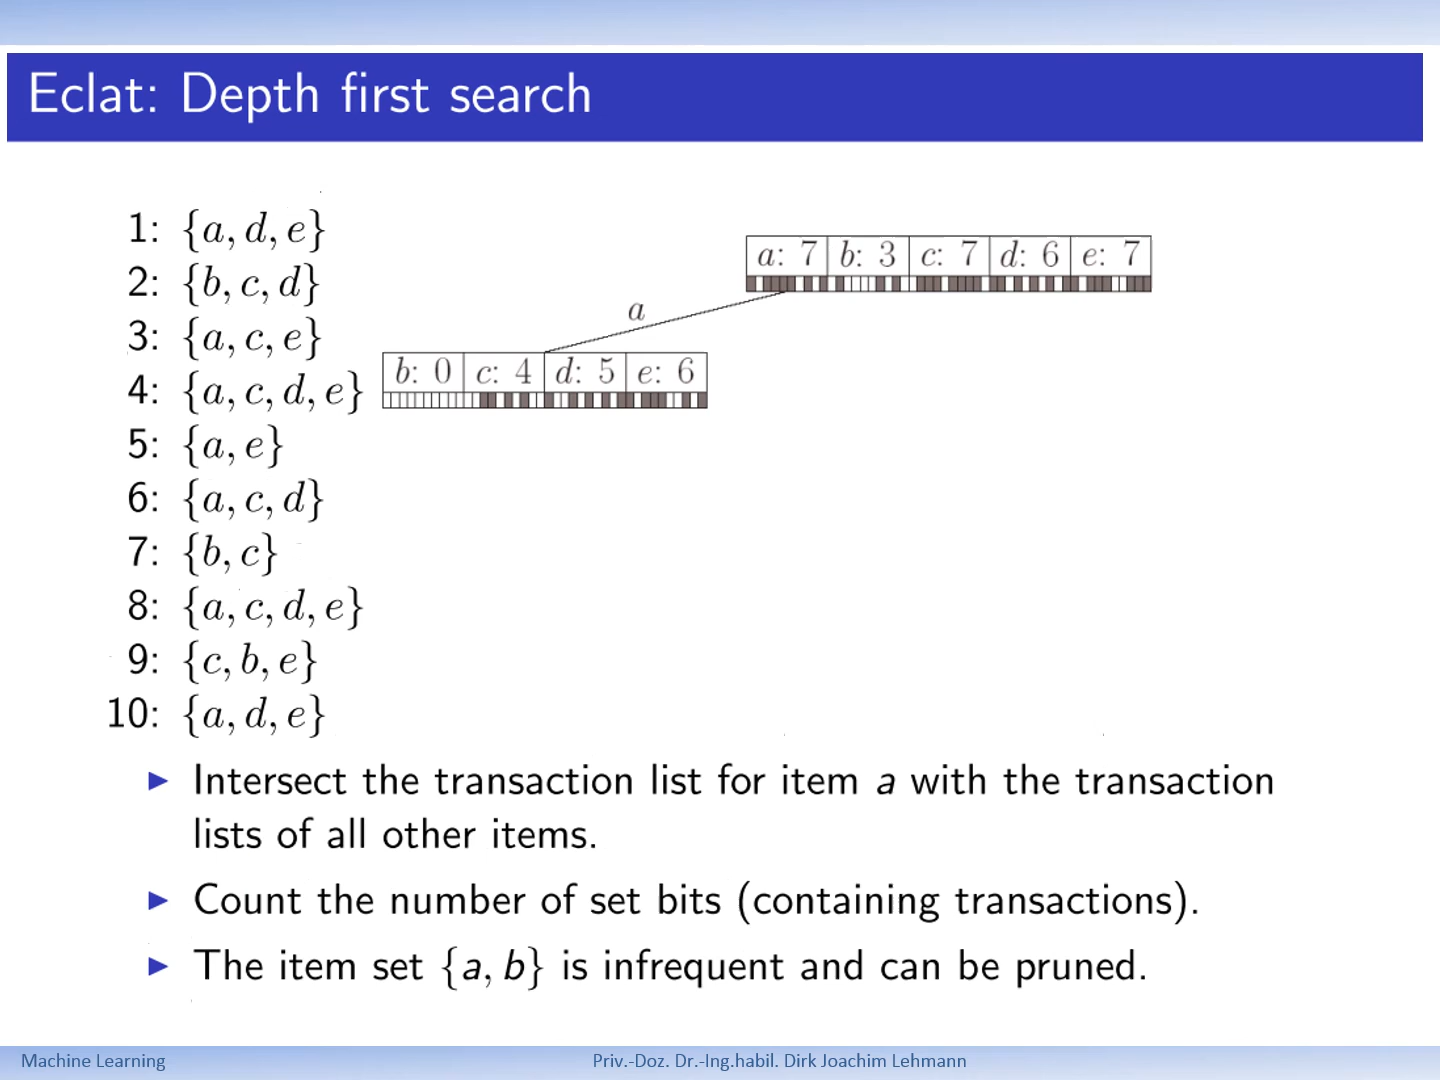 Eclat: Depth first search
1: {a, d, e}
2: {b, c, d}
3: {a, c, e}
4: {a, c, d, e}
5: {a, e}
6: {a, c, d}
7: {b, c}
8: {a, c, d, e}
9: {c, b, e}
10: {a, d, e}
a: 7 b: 3 c: 7 d: 6 e: 7
a
b: 0 c: 4 d: 5 e: 6
▶ Intersect the transaction list for item a with the transaction
lists of all other items.
▶ Count the number of set bits (containing transactions).
▶ The item set {a, b} is infrequent and can be pruned.
Machine Learning
Priv.-Doz. Dr.-Ing.habil. Dirk Joachim Lehmann